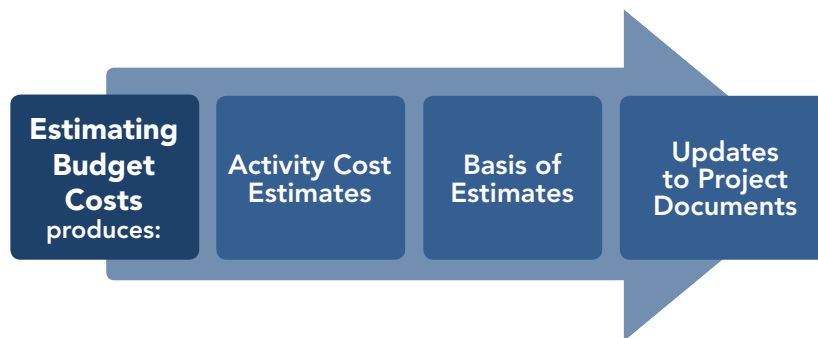 Estimating
Budget
Costs
produces:
Activity Cost
Estimates
Basis of
Estimates
Updates
to Project
Documents